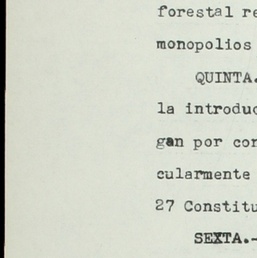 forestal re
monopolios
QUINTA.
la introduc
gan por con
cularmente
27 Constitu
SEXTA.-